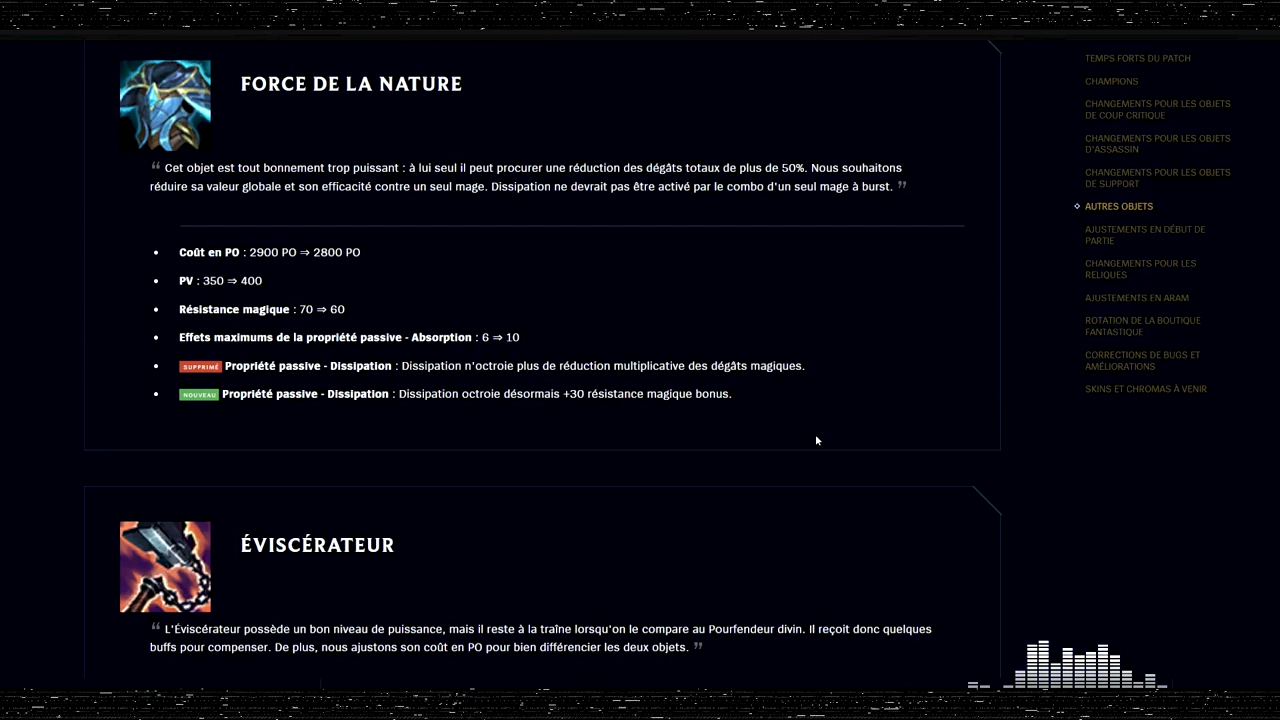 FORCE DE LA NATURE
“ Cet objet est tout bonnement trop puissant : à lui seul il peut procurer une réduction des dégâts totaux de plus de 50%. Nous souhaitons
réduire sa valeur globale et son efficacité contre un seul mage. Dissipation ne devrait pas être activé par le combo d'un seul mage à burst. ”
• Coût en PO : 2900 PO ⇒ 2800 PO
• PV : 350 ⇒ 400
• Résistance magique : 70 ⇒ 60
• Effets maximums de la propriété passive - Absorption : 6 ⇒ 10
• SUPPRIMÉ Propriété passive - Dissipation : Dissipation n'octroie plus de réduction multiplicative des dégâts magiques.
• NOUVEAU Propriété passive - Dissipation : Dissipation octroie désormais +30 résistance magique bonus.
ÉVISCÉRATEUR
“ L'Éviscérateur possède un bon niveau de puissance, mais il reste à la traîne lorsqu'on le compare au Pourfendeur divin. Il reçoit donc quelques
buffs pour compenser. De plus, nous ajustons son coût en PO pour bien différencier les deux objets. ”
TEMPS FORTS DU PATCH
CHAMPIONS
CHANGEMENTS POUR LES OBJETS
DE COUP CRITIQUE
CHANGEMENTS POUR LES OBJETS
D'ASSASSIN
CHANGEMENTS POUR LES OBJETS
DE SUPPORT
AUTRES OBJETS
AJUSTEMENTS EN DÉBUT DE
PARTIE
CHANGEMENTS POUR LES
RELIQUES
AJUSTEMENTS EN ARAM
ROTATION DE LA BOUTIQUE
FANTASTIQUE
CORRECTIONS DE BUGS ET
AMÉLIORATIONS
SKINS ET CHROMAS À VENIR